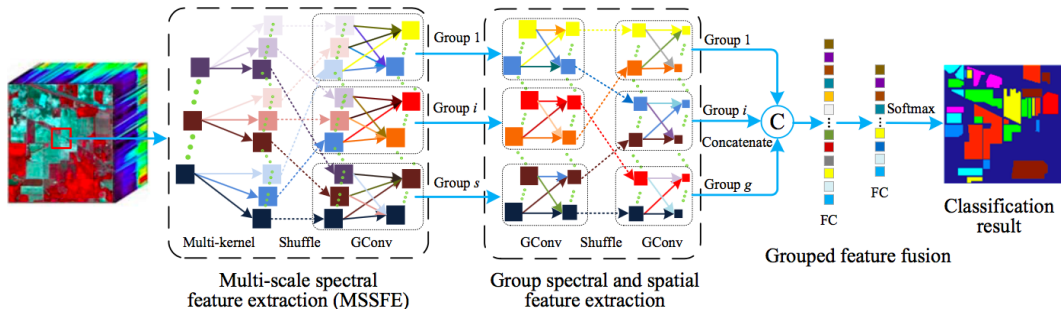 Group 1
Group i
Group s
Multi-kernel
Shuffle
GConv
Multi-scale spectral
feature extraction (MSSFE)
GConv
Shuffle
GConv
Group spectral and spatial
feature extraction
Group 1
Group i
Concatenate
Group g
C
FC
Softmax
FC
Grouped feature fusion
Classification
result